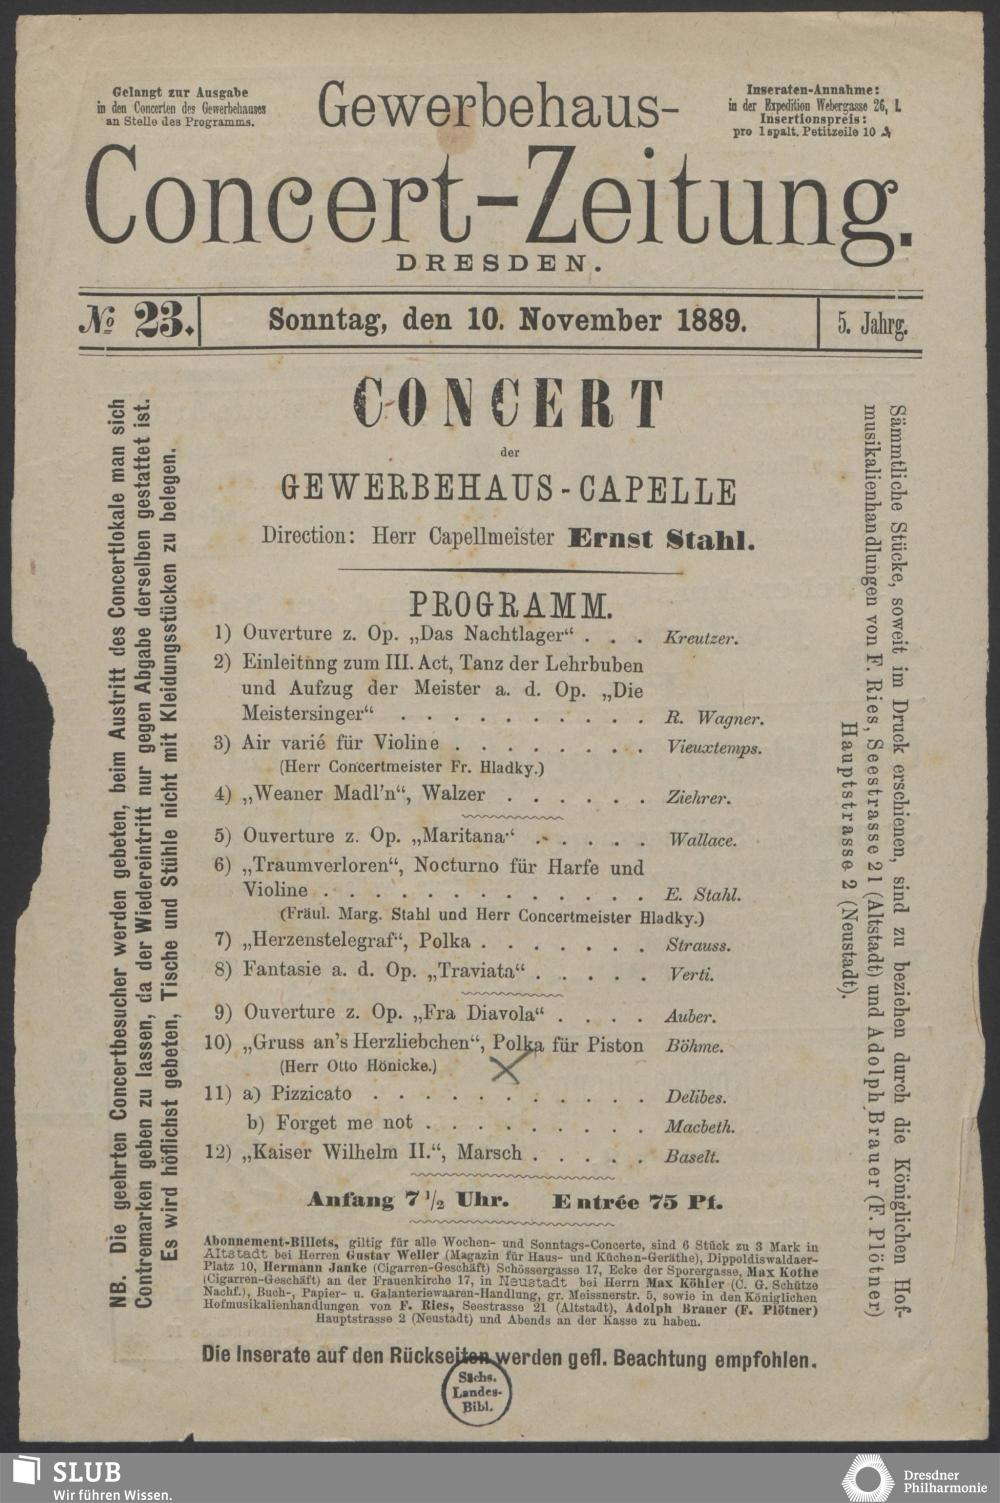 Gelangt zur Ausgabe
in den Concerten des Gewerbehauses
an Stelle des Programms.
Gewerbehaus-
Inseraten-Annahme:
in der Expedition Webergasse 26, I.
Insertionspreis:
pro 1spalt. Petitzeile 10 ₰
Concert-Zeitung.
DRESDEN.
No 23.
Sonntag, den 10. November 1889.
5. Jahrg.
NB. Die geehrten Concertbesucher werden gebeten, beim Austritt des Concertlokale man sich
Contremarken geben zu lassen, da der Wiedereintritt nur gegen Abgabe derselben gestattet ist.
Es wird höflichst gebeten, Tische und Stühle nicht mit Kleidungsstücken zu belegen.
CONCERT
der
GEWERBEHAUS-CAPELLE
Direction: Herr Capellmeister Ernst Stahl.
PROGRAMM.
1) Ouverture z. Op. „Das Nachtlager“ . . . Kreutzer.
2) Einleitnng zum III. Act, Tanz der Lehrbuben
und Aufzug der Meister a. d. Op. „Die
Meistersinger“ . . . . . . . . . . R. Wagner.
3) Air varié für Violine . . . . . . . . Vieuxtemps.
(Herr Concertmeister Fr. Hladky.)
4) „Weaner Madl'n“, Walzer . . . . . . Ziehrer.
5) Ouverture z. Op. „Maritana“ . . . . . Wallace.
6) „Traumverloren“, Nocturno für Harfe und
Violine . . . . . . . . . . . . . E. Stahl.
(Fräul. Marg. Stahl und Herr Concertmeister Hladky.)
7) „Herzenstelegraf“, Polka . . . . . . . Strauss.
8) Fantasie a. d. Op. „Traviata“ . . . . . Verti.
9) Ouverture z. Op. „Fra Diavola“ . . . . Auber.
10) „Gruss an's Herzliebchen“, Polka für Piston Böhme.
(Herr Otto Hönicke.)
11) a) Pizzicato . . . . . . . . . . . Delibes.
b) Forget me not . . . . . . . . . Macbeth.
12) „Kaiser Wilhelm II.“, Marsch . . . . . Baselt.
Anfang 7 1/2 Uhr. Entrée 75 Pf.
Abonnement-Billets, giltig für alle Wochen- und Sonntags-Concerte, sind 6 Stück zu 3 Mark in
Altstadt bei Herren Gustav Weller (Magazin für Haus- und Küchen-Geräthe), Dippoldiswaldaer-
Platz 10, Hermann Janke (Cigarren-Geschäft) Schössergasse 17, Ecke der Sporergasse, Max Kothe
(Cigarren-Geschäft) an der Frauenkirche 17, in Neustadt bei Herrn Max Köhler (C. G. Schütze
Nachf.), Buch-, Papier- u. Galanteriewaaren-Handlung, gr. Meissnerstr. 5, sowie in den Königlichen
Hofmusikalienhandlungen von F. Ries, Seestrasse 21 (Altstadt), Adolph Brauer (F. Plötner)
Hauptstrasse 2 (Neustadt) und Abends an der Kasse zu haben.
Die Inserate auf den Rückseiten werden gefl. Beachtung empfohlen.
Sächs.
Landes-
Bibl.
Sämmtliche Stücke, soweit im Druck erschienen, sind zu beziehen durch die Königlichen Hof-
musikalienhandlungen von F. Ries, Seestrasse 21 (Altstadt) und Adolph Brauer (F. Plötner)
Hauptstrasse 2 (Neustadt).
SLUB
Wir führen Wissen.
Dresdner
Philharmonie